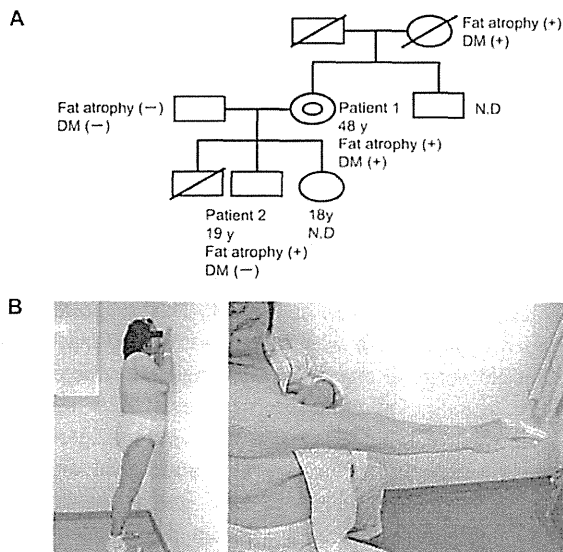 A
Fat atrophy (+)
DM (+)
Fat atrophy (—)
DM (—)
Patient 1
48 y
Fat atrophy (+)
DM (+)
N.D
Patient 2
19 y
Fat atrophy (+)
DM (—)
18y
N.D
B